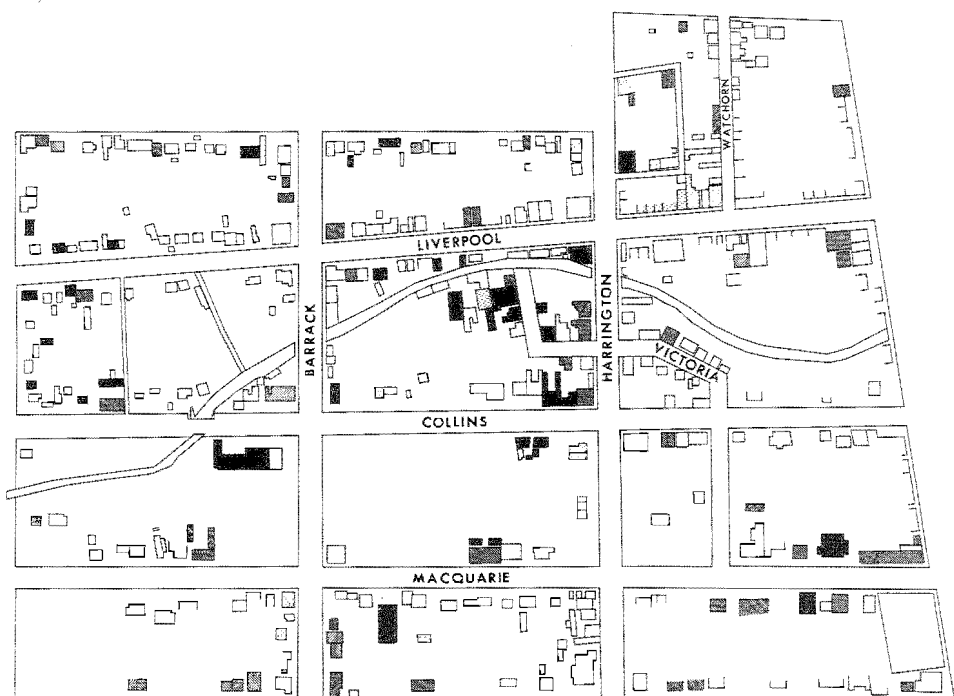 WATCHORN
LIVERPOOL
BARRACK
HARRINGTON
VICTORIA
COLLINS
MACQUARIE